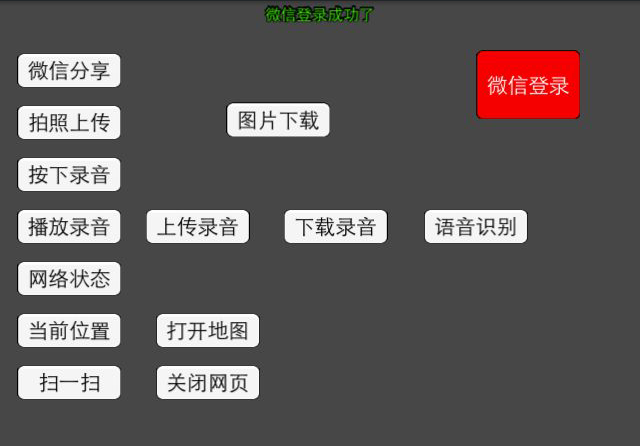 微信登录成功了
微信分享
微信登录
拍照上传
图片下载
按下录音
播放录音
上传录音
下载录音
语音识别
网络状态
当前位置
打开地图
扫一扫
关闭网页